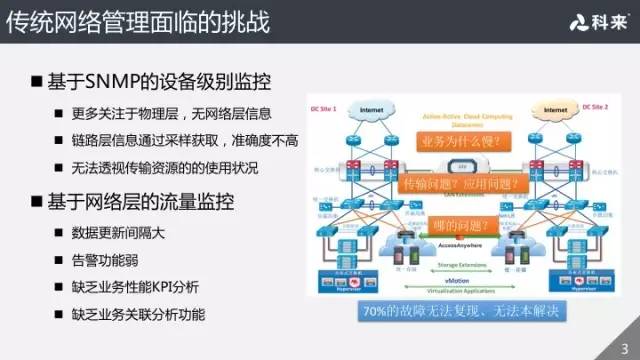 传统网络管理面临的挑战
科来
基于SNMP的设备级别监控
更多关注于物理层，无网络层信息
链路层信息通过采样获取，准确度不高
无法透视传输资源的的使用状况
基于网络层的流量监控
数据更新间隔大
告警功能弱
缺乏业务性能KPI分析
缺乏业务关联分析功能
DC Site 1
Internet
Active-Active Cloud Computing
Datacenters
Internet
DC Site 2
业务为什么慢?
传输问题? 应用问题?
LAN Extensions
哪的问题?
AccessAnywhere
Storage Extensions
vMotion
Virtualization Applications
Hypervisor
Hypervisor
70%的故障无法复现、无法本解决
3